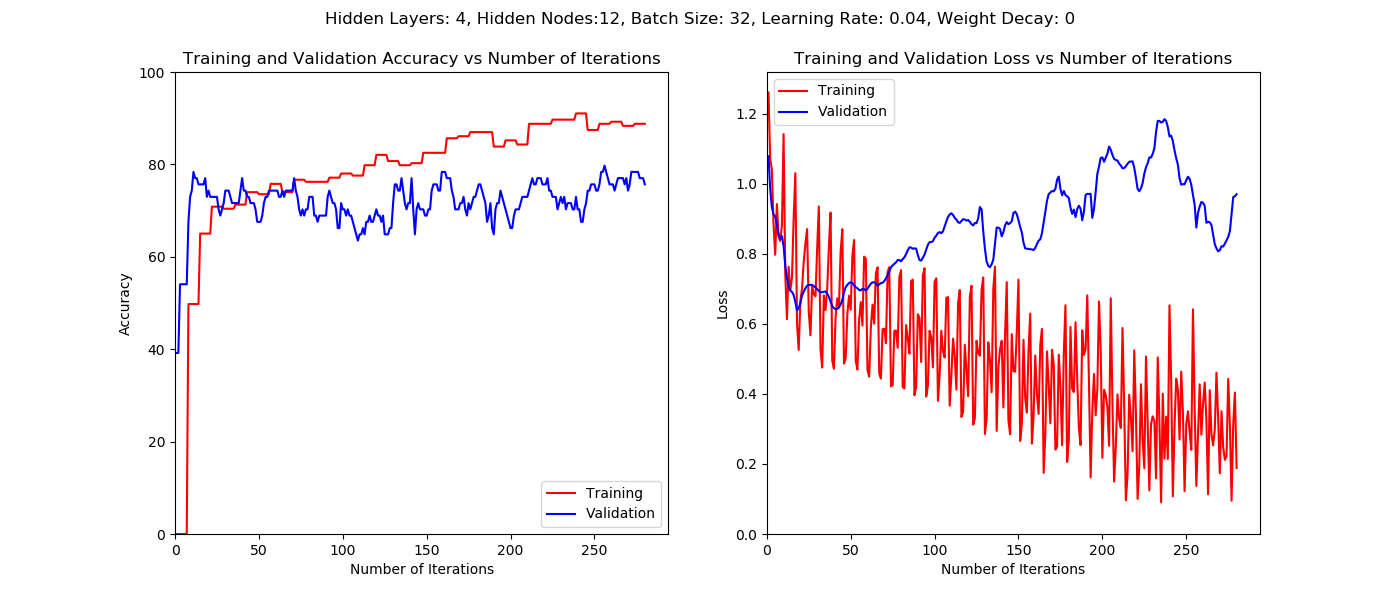 Hidden Layers: 4, Hidden Nodes:12, Batch Size: 32, Learning Rate: 0.04, Weight Decay: 0
Training and Validation Accuracy vs Number of Iterations
100
80
60
40
20
0
Accuracy
0 50 100 150 200 250
Number of Iterations
Training
Validation
Training and Validation Loss vs Number of Iterations
Training
Validation
1.2
1.0
0.8
0.6
0.4
0.2
0.0
Loss
0 50 100 150 200 250
Number of Iterations